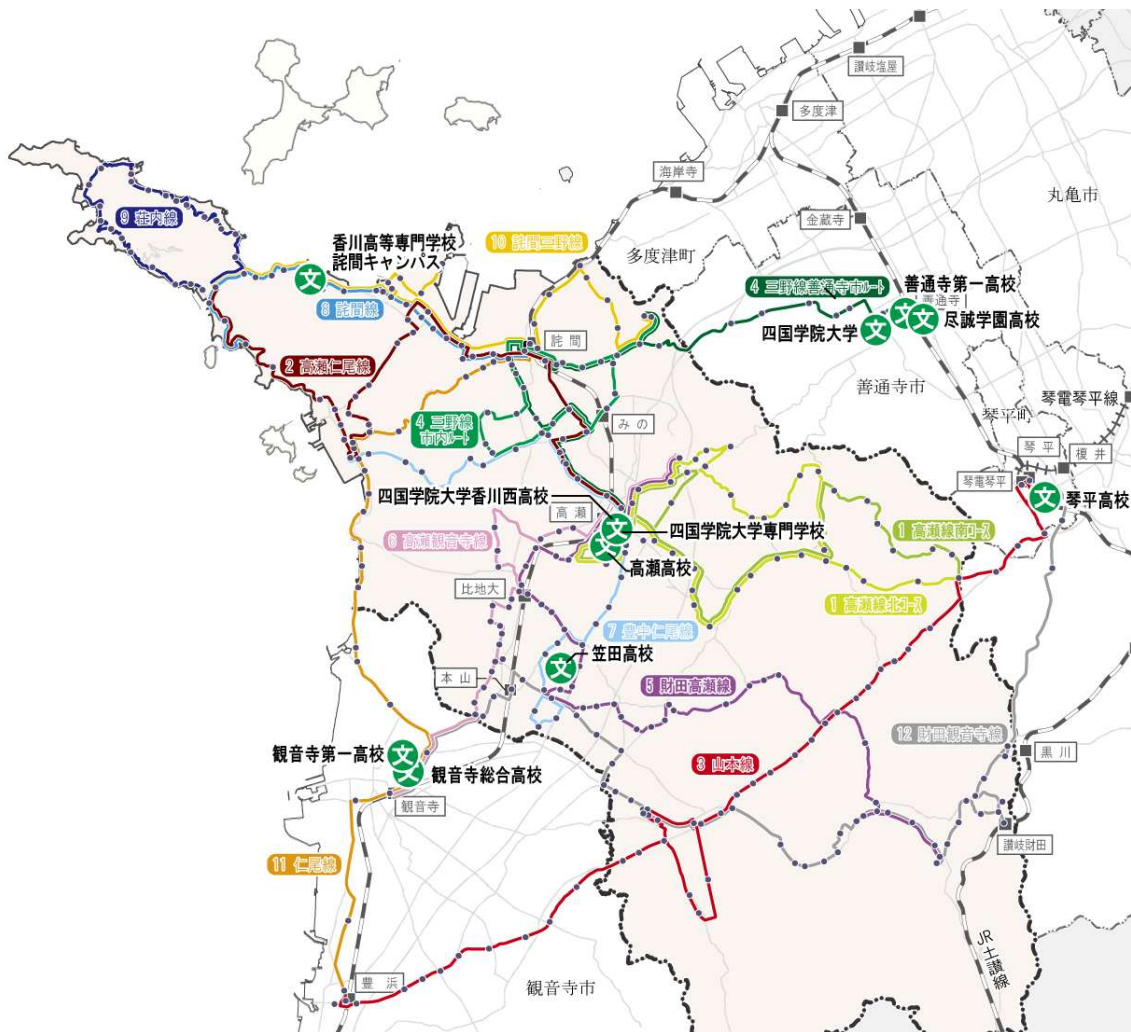 讃岐塩屋
多度津
海岸寺
丸亀市
金蔵寺
9 荘内線
香川高等専門学校
詫間キャンパス
10 詫間三野線
多度津町
善通寺第一高校
4 三野線善通寺市ルート
善通寺
8 詫間線
四国学院大学
尽誠学園高校
詫間
2 高瀬仁尾線
善通寺市
琴電琴平線
琴平町
4 三野線
市内ルート
みの
琴平
榎井
琴電琴平
四国学院大学香川西高校
琴平高校
高瀬
四国学院大学専門学校
1 高瀬線南コース
6 高瀬観音寺線
高瀬高校
比地大
1 高瀬線北コース
7 豊中仁尾線
笠田高校
本山
5 財田高瀬線
12 財田観音寺線
観音寺第一高校
黒川
3 山本線
観音寺総合高校
観音寺
讃岐財田
11 仁尾線
JR土讃線
豊浜
観音寺市
文
文
文
文
文
文
文
文
文
文